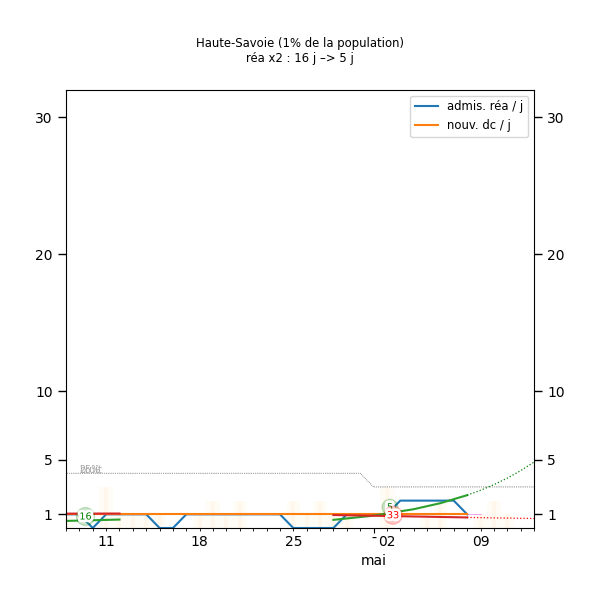 Haute-Savoie (1% de la population)
réa x2 : 16 j –> 5 j
admis. réa / j
nouv. dc / j
30 30
20 20
10 10
5 5
1 1
16
5
-33
11 18 25 02 09
mai